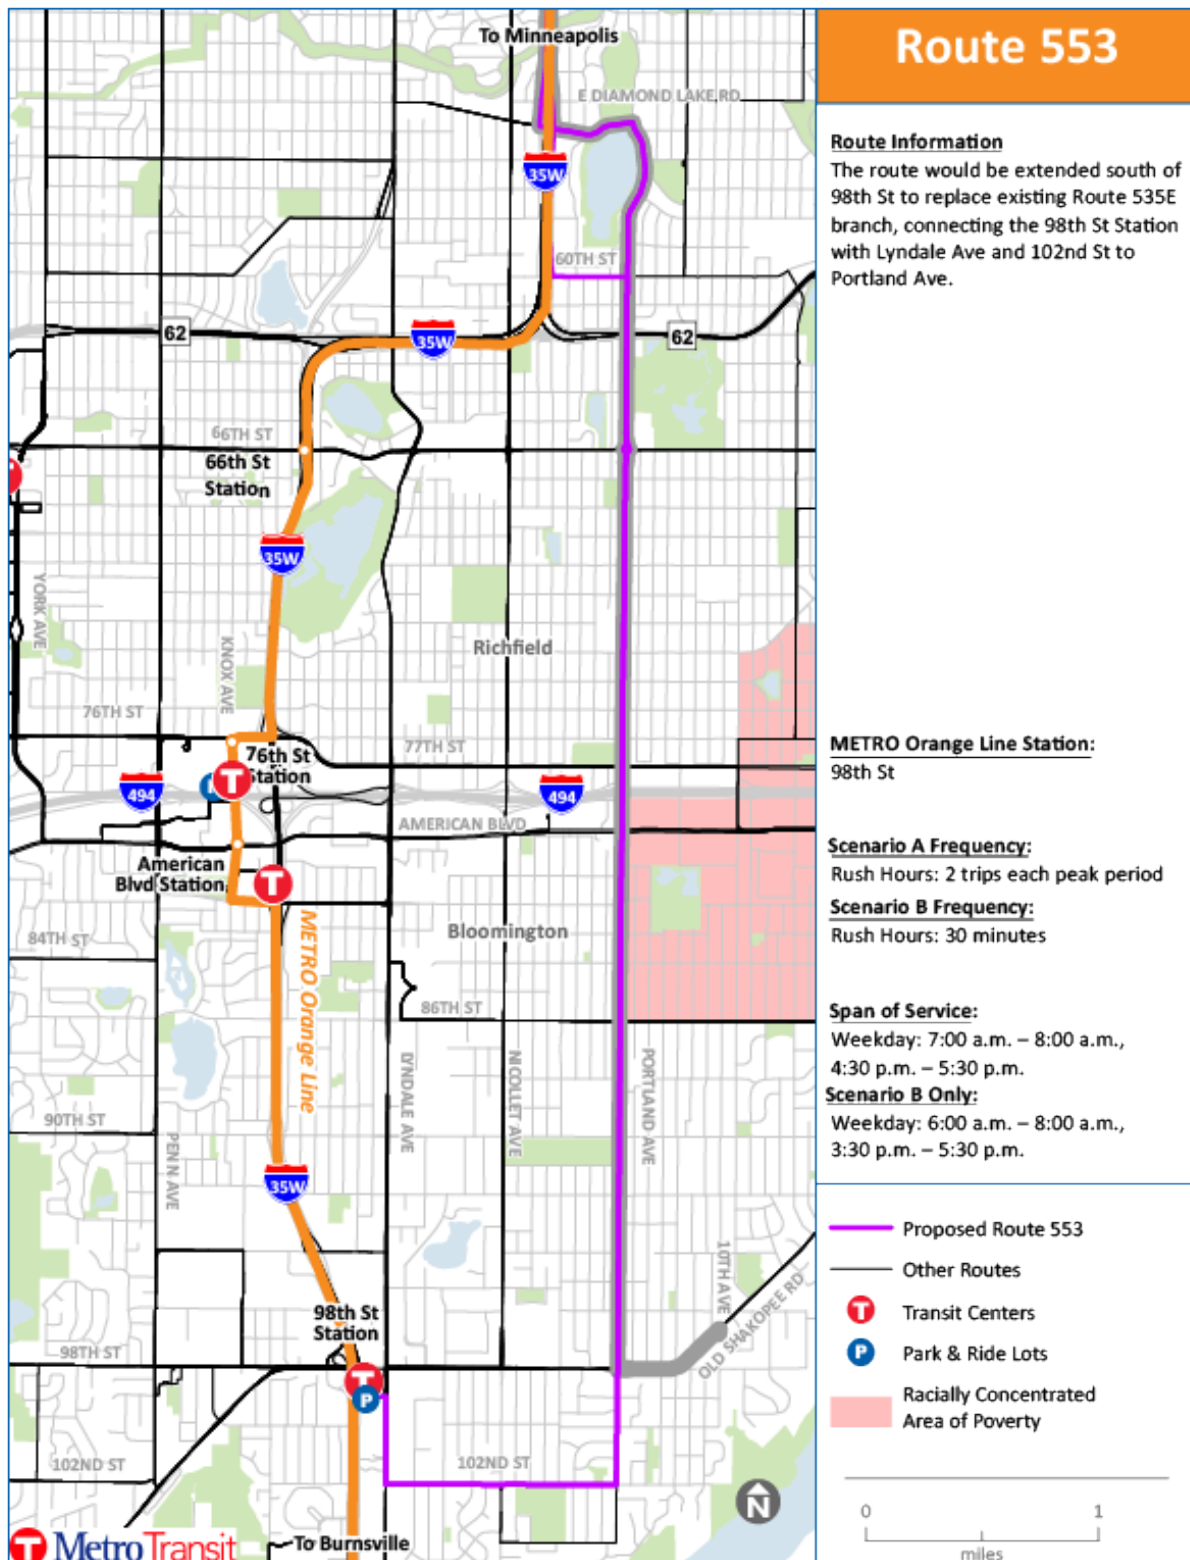 Route 553
To Minneapolis
E DIAMOND LAKE RD
35W
60TH ST
62
35W
62
66TH ST
66th St
Station
35W
YORK AVE
KNOX AVE
Richfield
76TH ST
77TH ST
76th St
Station
T
P
494
494
AMERICAN BLVD
American
Blvd Station
T
METRO Orange Line
Bloomington
84TH ST
86TH ST
LYNDALE AVE
NICOLLET AVE
PORTLAND AVE
90TH ST
PENN AVE
35W
10TH AVE
OLD SHAKOPEE RD
98th St
Station
98TH ST
T
P
102ND ST
102ND ST
N
T MetroTransit
To Burnsville
Route Information
The route would be extended south of
98th St to replace existing Route 535E
branch, connecting the 98th St Station
with Lyndale Ave and 102nd St to
Portland Ave.
METRO Orange Line Station:
98th St
Scenario A Frequency:
Rush Hours: 2 trips each peak period
Scenario B Frequency:
Rush Hours: 30 minutes
Span of Service:
Weekday: 7:00 a.m. – 8:00 a.m.,
4:30 p.m. – 5:30 p.m.
Scenario B Only:
Weekday: 6:00 a.m. – 8:00 a.m.,
3:30 p.m. – 5:30 p.m.
Proposed Route 553
Other Routes
T Transit Centers
P Park & Ride Lots
Racially Concentrated
Area of Poverty
0 1
miles